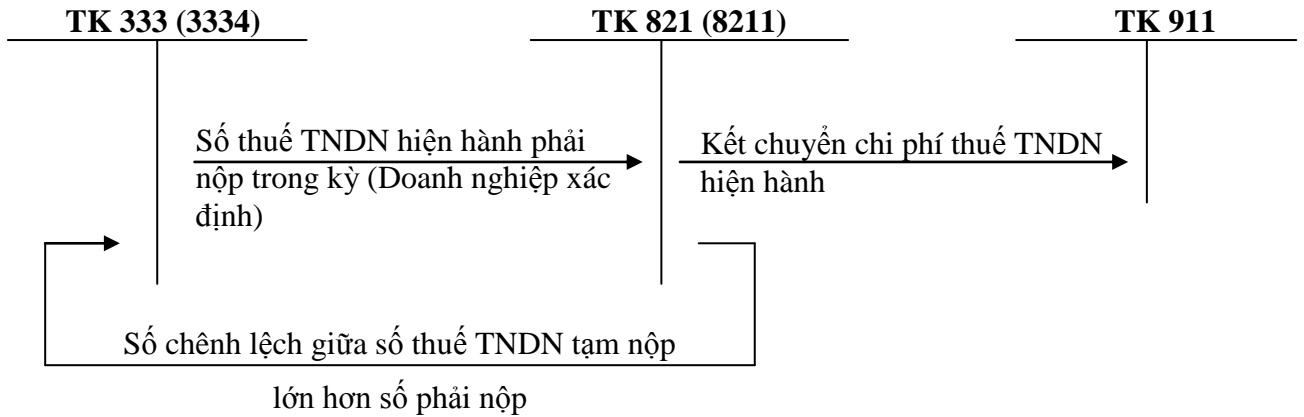 TK 333 (3334)
TK 821 (8211)
TK 911
Số thuế TNDN hiện hành phải
nộp trong kỳ (Doanh nghiệp xác
định)
Kết chuyển chi phí thuế TNDN
hiện hành
Số chênh lệch giữa số thuế TNDN tạm nộp
lớn hơn số phải nộp